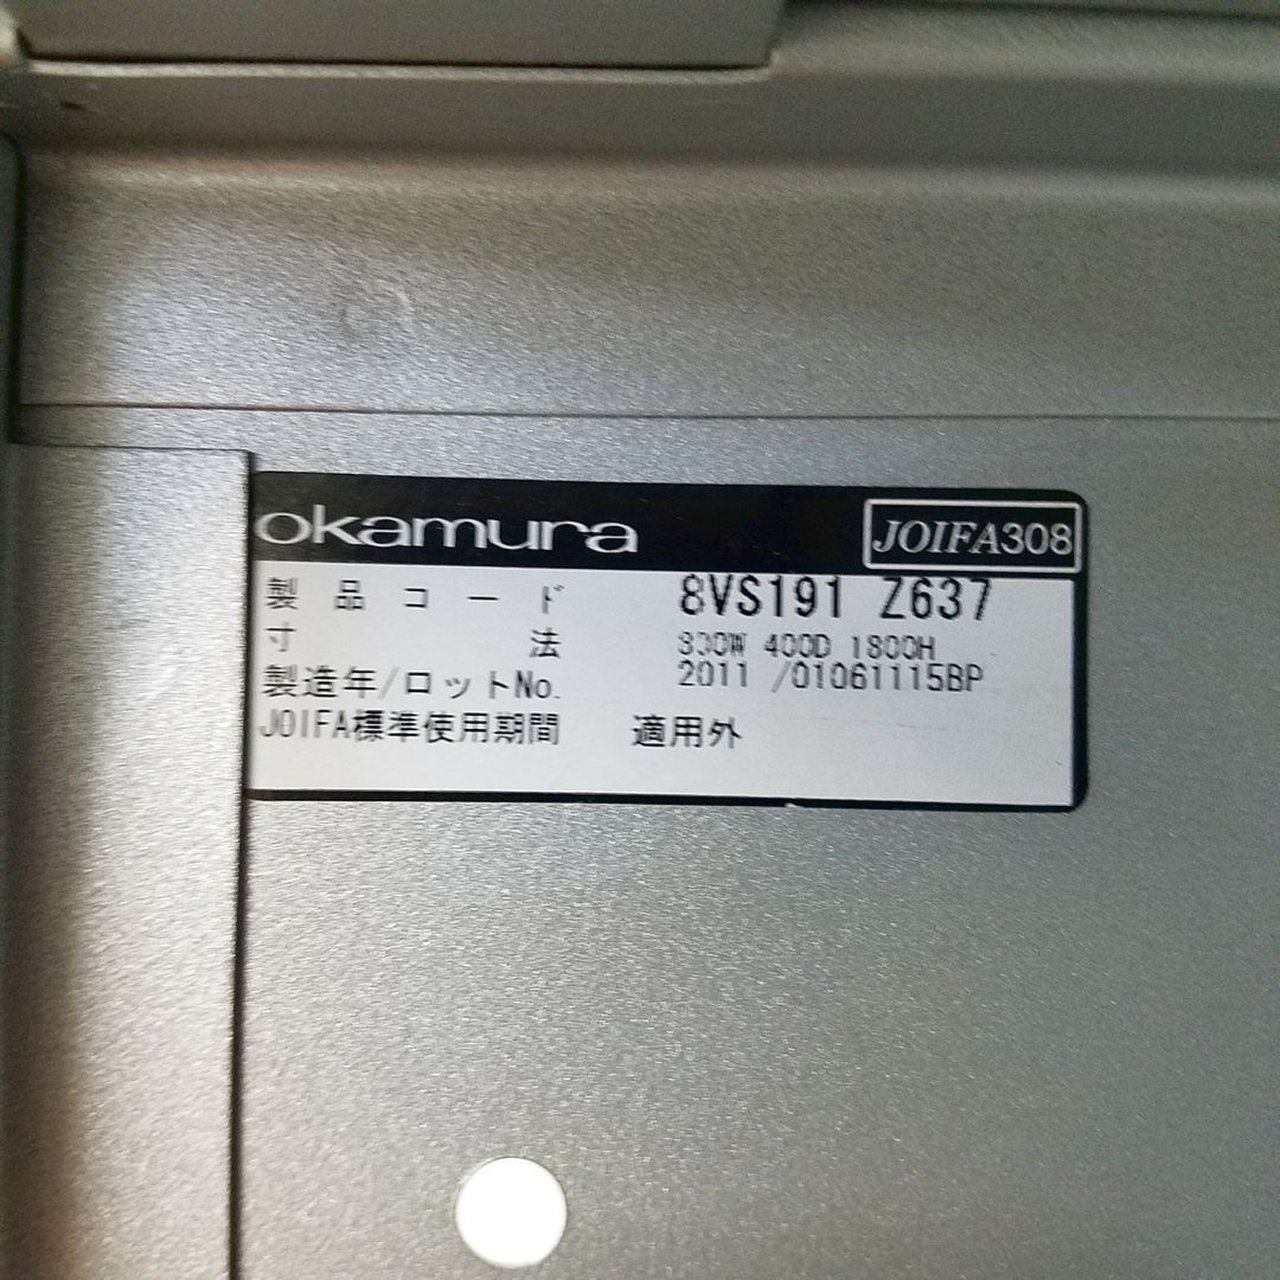 okamura JOIFA308
製品コード 8VS191 Z637
寸法 400D 1800H
製造年/ロットNo. 2011 /01061115BP
JOIFA標準使用期間 適用外